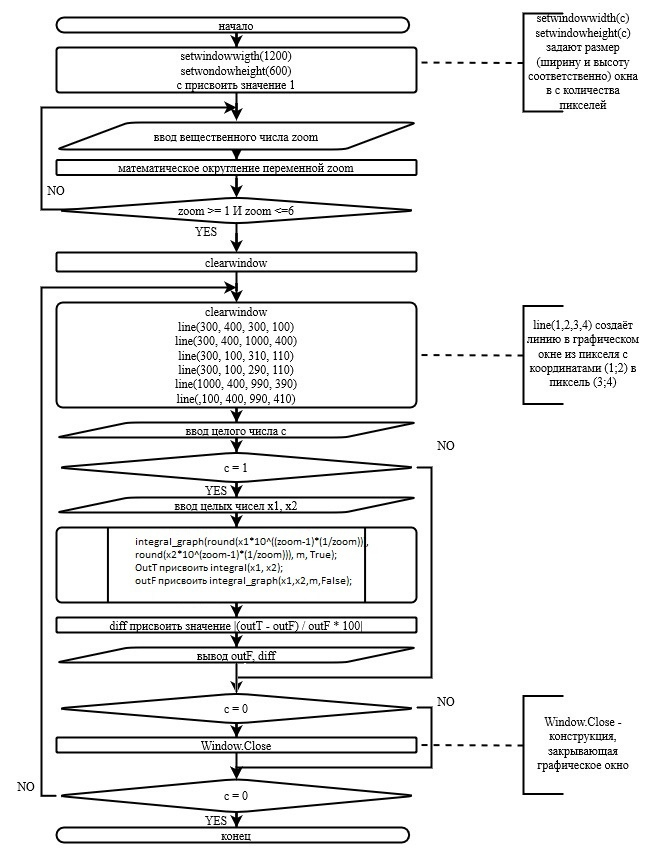 начало
setwindowwigth(1200)
setwondowheight(600)
с присвоить значение 1
setwindowwidth(c)
setwindowheight(c)
задают размер
(ширину и высоту
соответственно) окна
в с количества
пикселей
ввод вещественного числа zoom
математическое округление переменной zoom
NO
zoom >= 1 И zoom <=6
YES
clearwindow
clearwindow
line(300, 400, 300, 100)
line(300, 400, 1000, 400)
line(300, 100, 310, 110)
line(300, 100, 290, 110)
line(1000, 400, 990, 390)
line(,100, 400, 990, 410)
line(1,2,3,4) создаёт
линию в графическом
окне из пикселя с
координатами (1;2) в
пиксель (3;4)
ввод целого числа с
NO
с = 1
YES
ввод целых чисел x1, x2
integral_graph(round(x1*10^((zoom-1)*(1/zoom)),
round(x2*10^(zoom-1)*(1/zoom))), m, True);
OutT присвоить integral(x1, x2);
outF присвоить integral_graph(x1,x2,m,False);
diff присвоить значение |(outT - outF) / outF * 100|
вывод outF, diff
NO
с = 0
Window.Close
Window.Close -
конструкция,
закрывающая
графическое окно
NO
с = 0
YES
конец